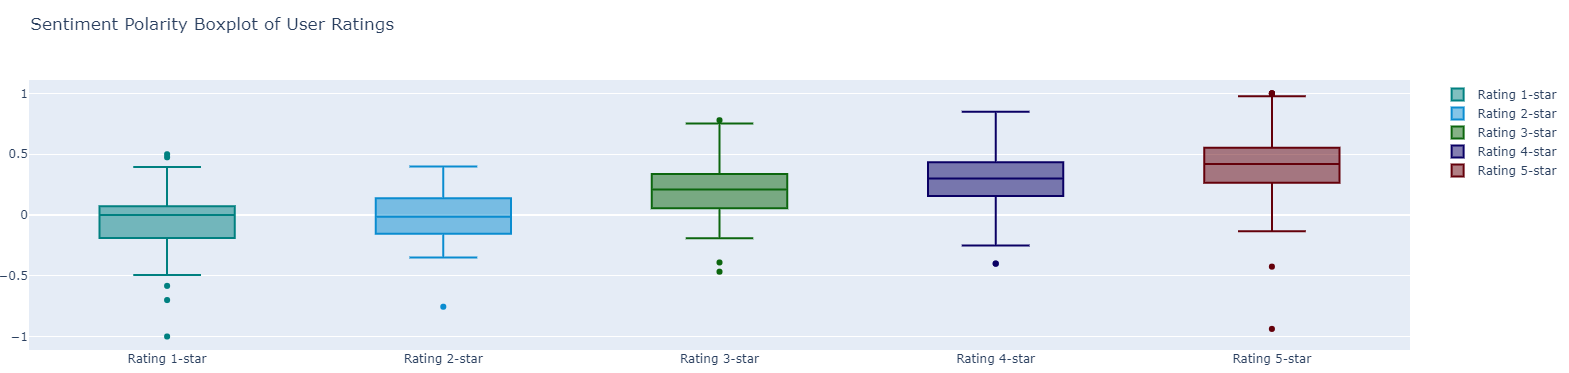 Sentiment Polarity Boxplot of User Ratings
1
0.5
0
−0.5
−1
Rating 1-star
Rating 2-star
Rating 3-star
Rating 4-star
Rating 5-star
Rating 1-star
Rating 2-star
Rating 3-star
Rating 4-star
Rating 5-star